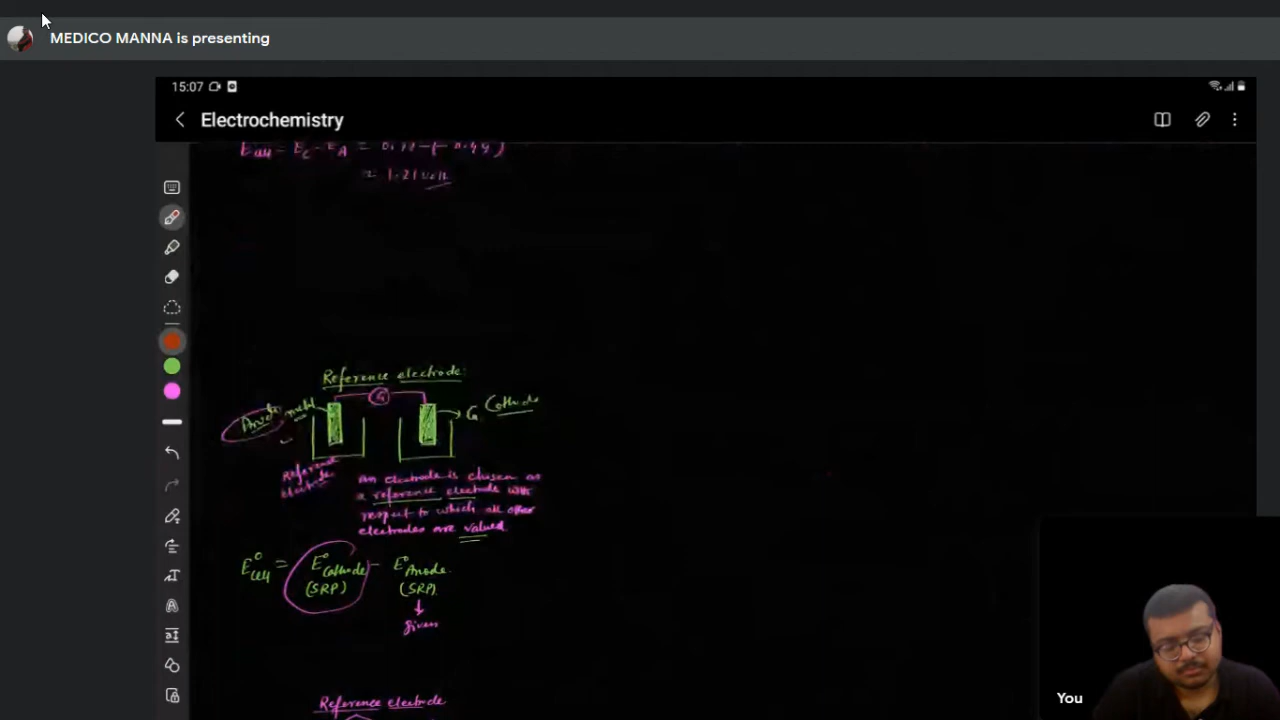 MEDICO MANNA is presenting
15:07
Electrochemistry
= 1.21 volt
Reference electrode:
G
Anode metal
Cathode
Reference
electrode
An electrode is chosen as
a reference electrode with
respect to which all other
electrodes are valued.
E°cell = E°Cathode - E°Anode.
(SRP) (SRP).
↓
given
Reference electrode
You